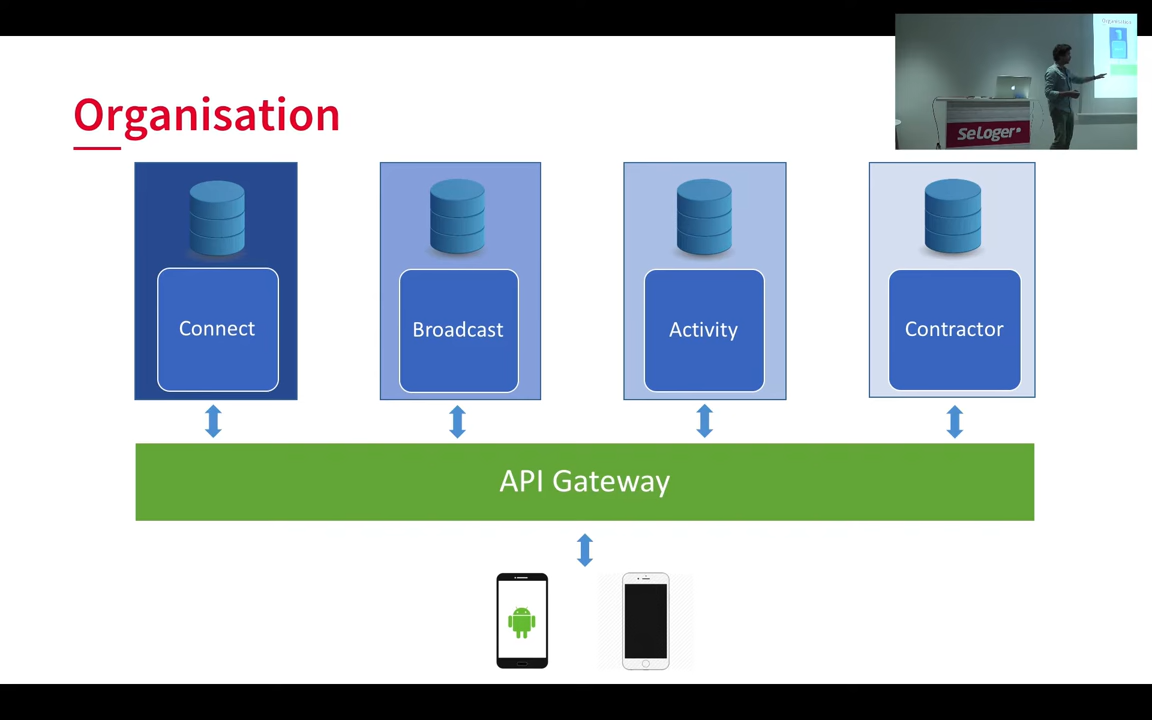 Organisation
SeLoger
Connect
Broadcast
Activity
Contractor
API Gateway